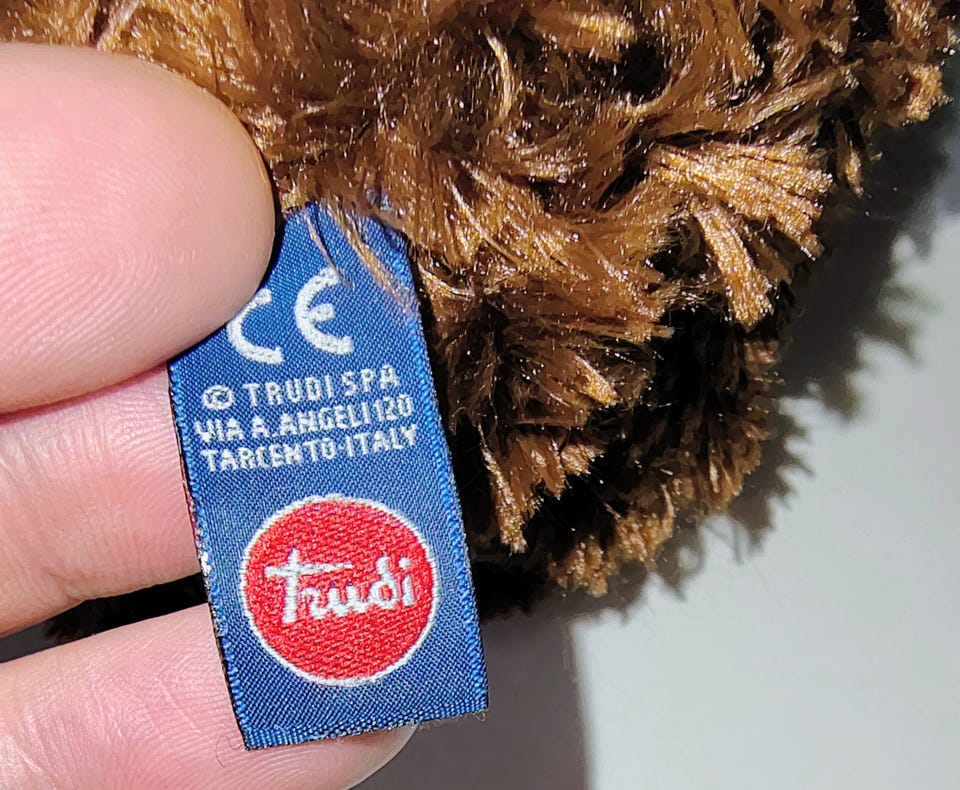 CE
© TRUDI SPA
VIA A.ANGELI 120
TARCENTO-ITALY
Trudi